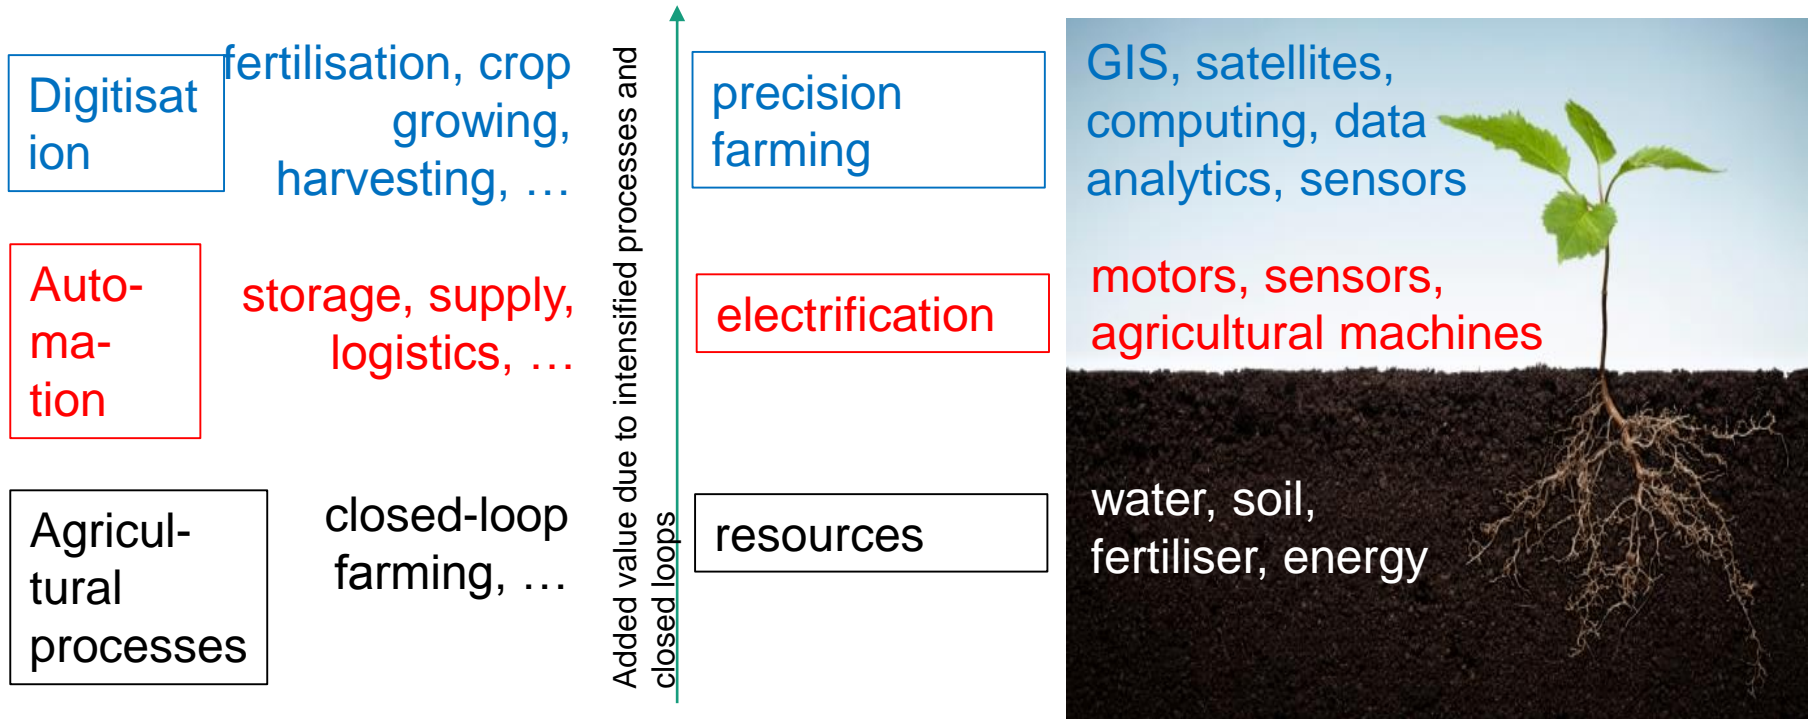 Digitisat
ion
fertilisation, crop
growing,
harvesting, …
Auto-
ma-
tion
storage, supply,
logistics, …
Agricul-
tural
processes
closed-loop
farming, …
Added value due to intensified processes and
closed loops
precision
farming
electrification
resources
GIS, satellites,
computing, data
analytics, sensors
motors, sensors,
agricultural machines
water, soil,
fertiliser, energy